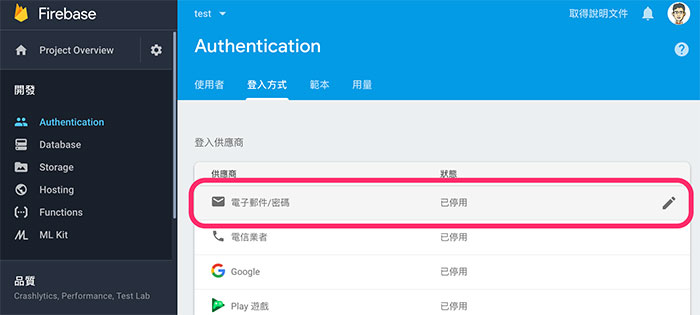 Firebase
test
取得說明文件
Project Overview
Authentication
?
使用者
登入方式
範本
用量
開發
Authentication
Database
Storage
Hosting
Functions
ML Kit
品質
Crashlytics, Performance, Test Lab
登入供應商
供應商 狀態
電子郵件/密碼 已停用
電信業者 已停用
Google 已停用
Play 遊戲 已停用